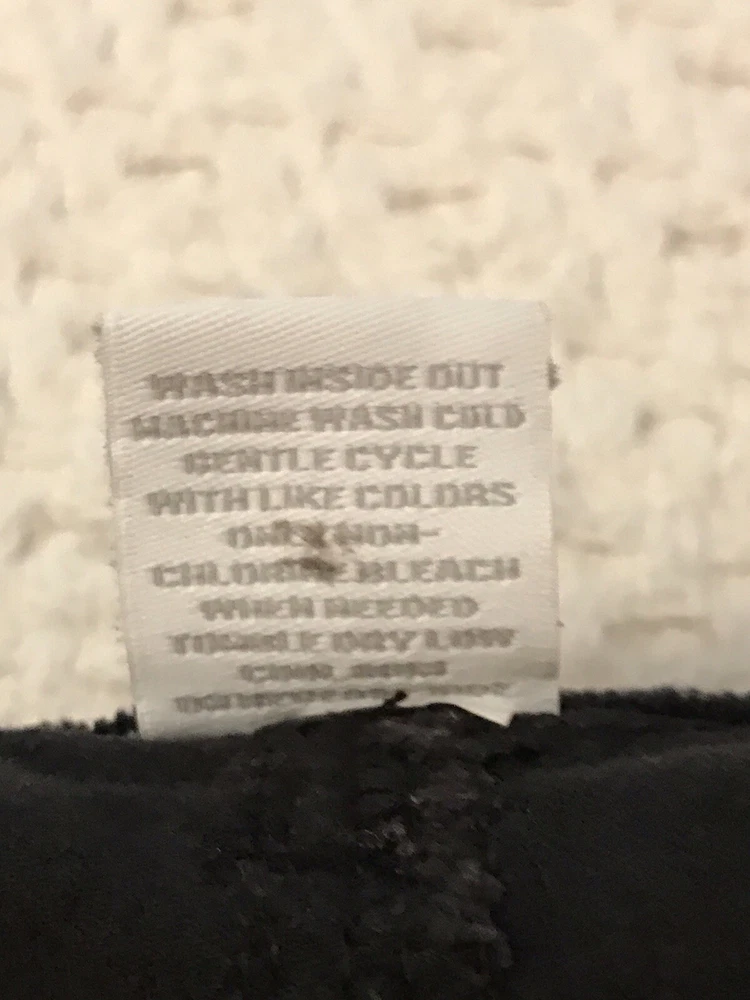 WASH INSIDE OUT
MACHINE WASH COLD
GENTLE CYCLE
WITH LIKE COLORS
ONLY NON-
CHLORINE BLEACH
WHEN NEEDED
TUMBLE DRY LOW
COOL